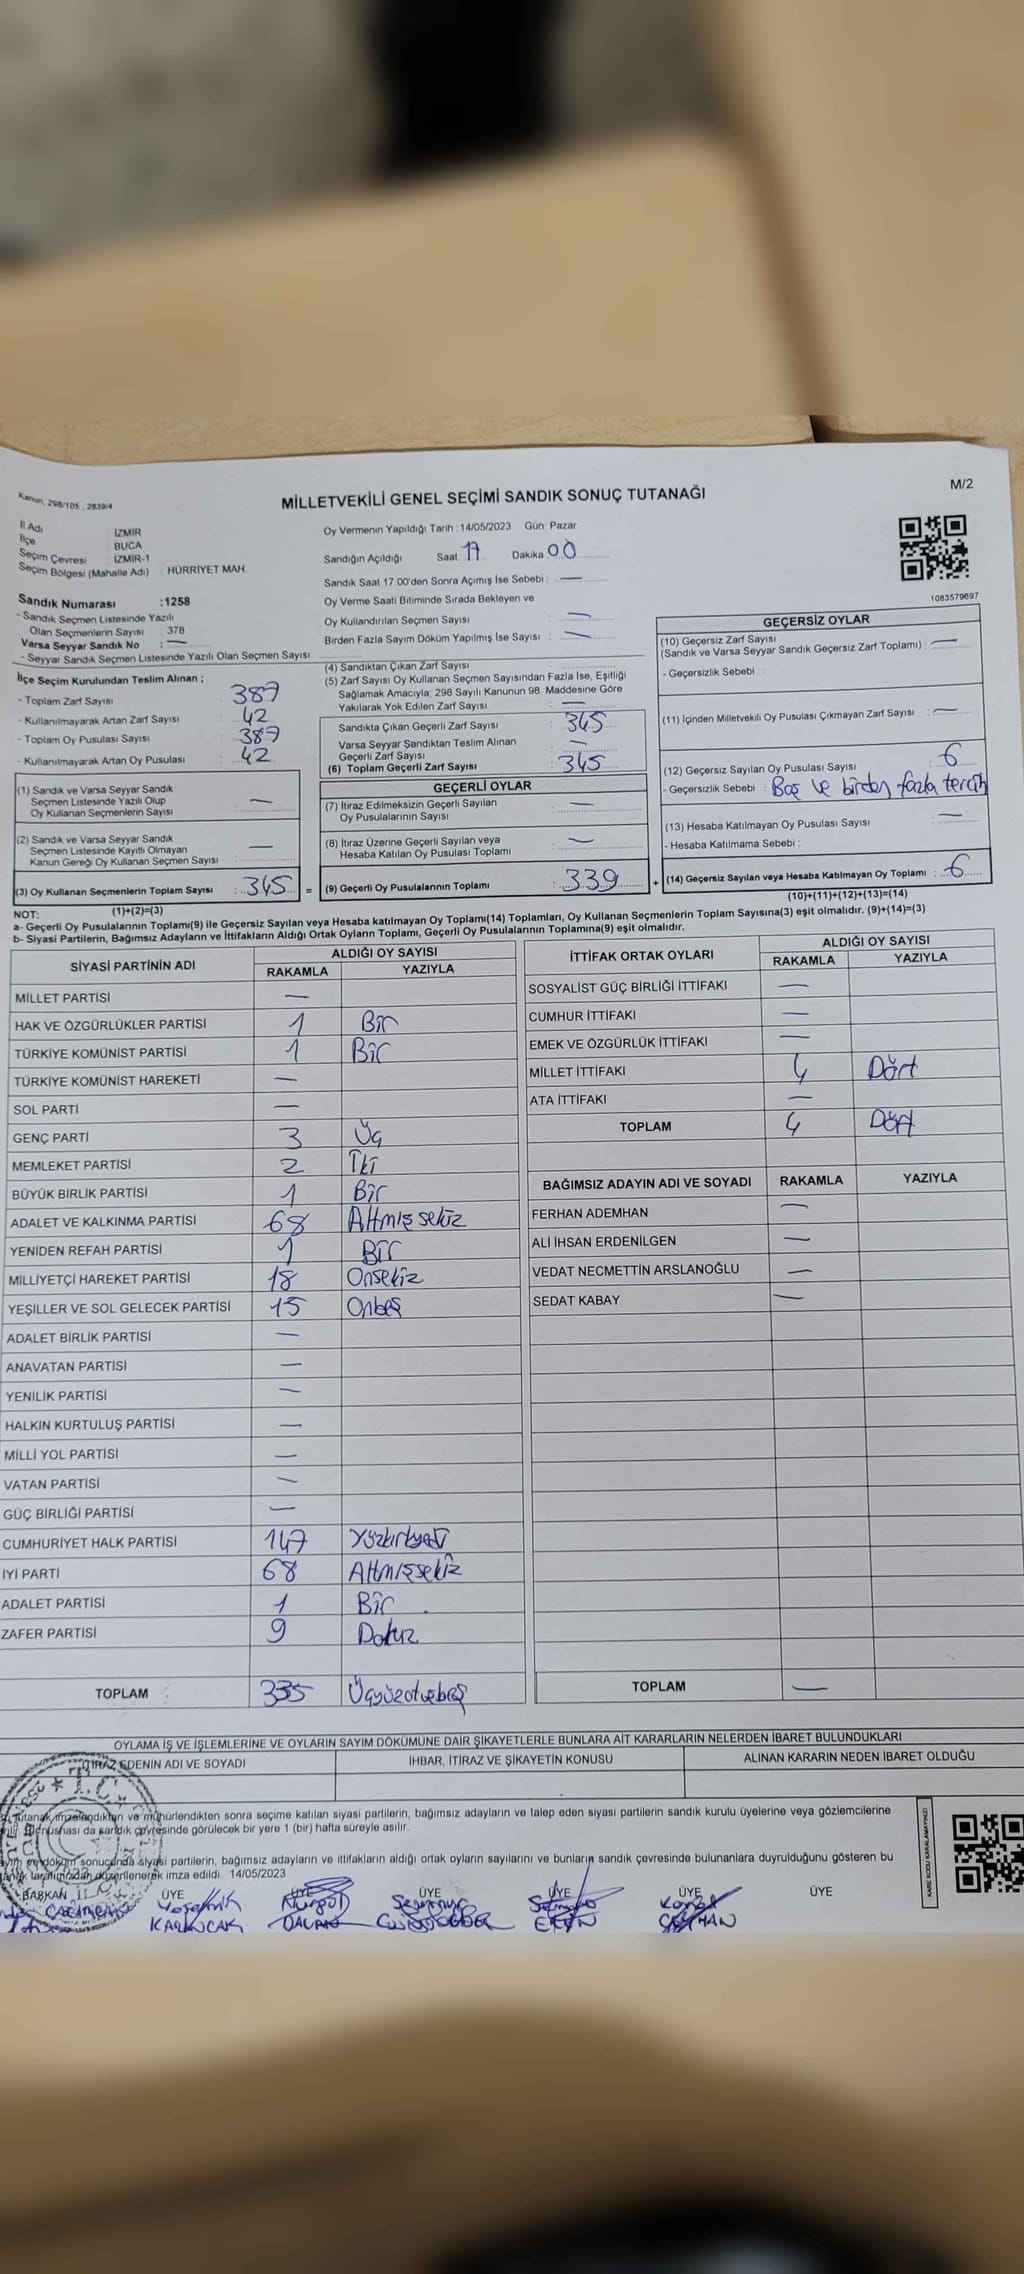 Kanun, 298/105 , 2839/4
MİLLETVEKİLİ GENEL SEÇİMİ SANDIK SONUÇ TUTANAĞI
M/2
İl Adı : İZMİR
İlçe : BUCA
Seçim Çevresi : İZMİR-1
Seçim Bölgesi (Mahalle Adı) : HÜRRİYET MAH.
Sandık Numarası :1258
- Sandık Seçmen Listesinde Yazılı
Olan Seçmenlerin Sayısı : 378
Varsa Seyyar Sandık No : —
- Seyyar Sandık Seçmen Listesinde Yazılı Olan Seçmen Sayısı:
Oy Vermenin Yapıldığı Tarih :14/05/2023 Gün Pazar
Sandığın Açıldığı Saat: 17 Dakika 00
Sandık Saat 17.00'den Sonra Açımış İse Sebebi : —
Oy Verme Saati Bitiminde Sırada Bekleyen ve
Oy Kullandırılan Seçmen Sayısı : —
Birden Fazla Sayım Döküm Yapılmış İse Sayısı : —
1063579697
İlçe Seçim Kurulundan Teslim Alınan ;
- Toplam Zarf Sayısı 387
- Kullanılmayarak Artan Zarf Sayısı 42
- Toplam Oy Pusulası Sayısı 387
- Kullanılmayarak Artan Oy Pusulası 42
(4) Sandıktan Çıkan Zarf Sayısı :
(5) Zarf Sayısı Oy Kullanan Seçmen Sayısından Fazla İse, Eşitliği
Sağlamak Amacıyla, 298 Sayılı Kanunun 98. Maddesine Göre
Yakılarak Yok Edilen Zarf Sayısı : —
Sandıkta Çıkan Geçerli Zarf Sayısı : 345
Varsa Seyyar Sandıktan Teslim Alınan
Geçerli Zarf Sayısı : —
(6) Toplam Geçerli Zarf Sayısı : 345
GEÇERSİZ OYLAR
(10) Geçersiz Zarf Sayısı
(Sandık ve Varsa Seyyar Sandık Geçersiz Zarf Toplamı) : —
- Geçersizlik Sebebi :
(11) İçinden Milletvekili Oy Pusulası Çıkmayan Zarf Sayısı : —
(12) Geçersiz Sayılan Oy Pusulası Sayısı : 6
- Geçersizlik Sebebi : Boş ve birden fazla tercih
(13) Hesaba Katılmayan Oy Pusulası Sayısı : —
- Hesaba Katılmama Sebebi :
(14) Geçersiz Sayılan veya Hesaba Katılmayan Oy Toplamı : 6
(10)+(11)+(12)+(13)=(14)
(1) Sandık ve Varsa Seyyar Sandık
Seçmen Listesinde Yazılı Olup
Oy Kullanan Seçmenlerin Sayısı : —
(2) Sandık ve Varsa Seyyar Sandık
Seçmen Listesinde Kayıtlı Olmayan
Kanun Gereği Oy Kullanan Seçmen Sayısı : —
(3) Oy Kullanan Seçmenlerin Toplam Sayısı : 345 =
(1)+(2)=(3)
GEÇERLİ OYLAR
(7) İtiraz Edilmeksizin Geçerli Sayılan
Oy Pusulalarının Sayısı : —
(8) İtiraz Üzerine Geçerli Sayılan veya
Hesaba Katılan Oy Pusulası Toplamı : —
(9) Geçerli Oy Pusulalarının Toplamı : 339 +
NOT:
a- Geçerli Oy Pusulalarının Toplamı(9) ile Geçersiz Sayılan veya Hesaba katılmayan Oy Toplamı(14) Toplamları, Oy Kullanan Seçmenlerin Toplam Sayısına(3) eşit olmalıdır. (9)+(14)=(3)
b- Siyasi Partilerin, Bağımsız Adayların ve İttifakların Aldığı Ortak Oyların Toplamı, Geçerli Oy Pusulalarının Toplamına(9) eşit olmalıdır.
SİYASİ PARTİNİN ADI
ALDIĞI OY SAYISI
RAKAMLA YAZIYLA
MİLLET PARTİSİ —
HAK VE ÖZGÜRLÜKLER PARTİSİ 1 Bir
TÜRKİYE KOMÜNİST PARTİSİ 1 Bir
TÜRKİYE KOMÜNİST HAREKETİ —
SOL PARTİ —
GENÇ PARTİ 3 Üç
MEMLEKET PARTİSİ 2 İki
BÜYÜK BİRLİK PARTİSİ 1 Bir
ADALET VE KALKINMA PARTİSİ 68 Altmış sekiz
YENİDEN REFAH PARTİSİ 1 Bir
MİLLİYETÇİ HAREKET PARTİSİ 18 Onsekiz
YEŞİLLER VE SOL GELECEK PARTİSİ 15 Onbeş
ADALET BİRLİK PARTİSİ —
ANAVATAN PARTİSİ —
YENİLİK PARTİSİ —
HALKIN KURTULUŞ PARTİSİ —
MİLLİ YOL PARTİSİ —
VATAN PARTİSİ —
GÜÇ BİRLİĞİ PARTİSİ —
CUMHURİYET HALK PARTİSİ 147 Yüzkırkyedi
İYİ PARTİ 68 Altmışsekiz
ADALET PARTİSİ 1 Bir
ZAFER PARTİSİ 9 Dokuz
TOPLAM 335 Üçyüzotuzbeş
İTTİFAK ORTAK OYLARI
ALDIĞI OY SAYISI
RAKAMLA YAZIYLA
SOSYALİST GÜÇ BİRLİĞİ İTTİFAKI —
CUMHUR İTTİFAKI —
EMEK VE ÖZGÜRLÜK İTTİFAKI —
MİLLET İTTİFAKI 4 Dört
ATA İTTİFAKI —
TOPLAM 4 Dört
BAĞIMSIZ ADAYIN ADI VE SOYADI RAKAMLA YAZIYLA
FERHAN ADEMHAN —
ALİ İHSAN ERDENİLGEN —
VEDAT NECMETTİN ARSLANOĞLU —
SEDAT KABAY —
TOPLAM —
OYLAMA İŞ VE İŞLEMLERİNE VE OYLARIN SAYIM DÖKÜMÜNE DAİR ŞİKAYETLERLE BUNLARA AİT KARARLARIN NELERDEN İBARET BULUNDUKLARI
İTİRAZ EDENİN ADI VE SOYADI İHBAR, İTİRAZ VE ŞİKAYETİN KONUSU ALINAN KARARIN NEDEN İBARET OLDUĞU
T.C.
tutanak imzalandıktan ve mühürlendikten sonra seçime katılan siyasi partilerin, bağımsız adayların ve talep eden siyasi partilerin sandık kurulu üyelerine veya gözlemcilerine
da sandık çevresinde görülecek bir yere 1 (bir) hafta süreyle asılır.
ve döküm sonucunda siyasi partilerin, bağımsız adayların ve ittifakların aldığı ortak oyların sayılarını ve bunların sandık çevresinde bulunanlara duyrulduğunu gösteren bu
tarafımızdan düzenlenerek imza edildi. 14/05/2023
KARE KODU KARALAMAYINIZ!
BAŞKAN ÜYE ÜYE ÜYE ÜYE ÜYE ÜYE
Nurgül
KARAKOÇAK